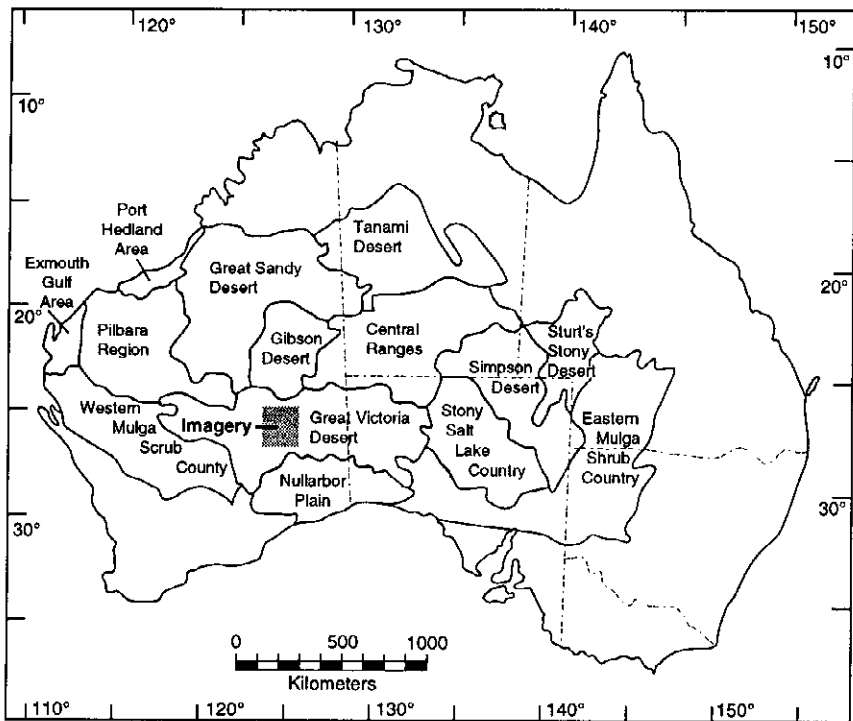 120° 130° 140° 150°
10°
10°
Port
Hedland
Area
Exmouth
Gulf
Area
20°
20°
Tanami
Desert
Great Sandy
Desert
Pilbara
Region
Gibson
Desert
Central
Ranges
Simpson
Desert
Sturt's
Stony
Desert
Western
Mulga
Scrub
County
Imagery
Great Victoria
Desert
Stony
Salt
Lake
Country
Eastern
Mulga
Shrub
Country
Nullarbor
Plain
30°
30°
0 500 1000
Kilometers
110° 120° 130° 140° 150°